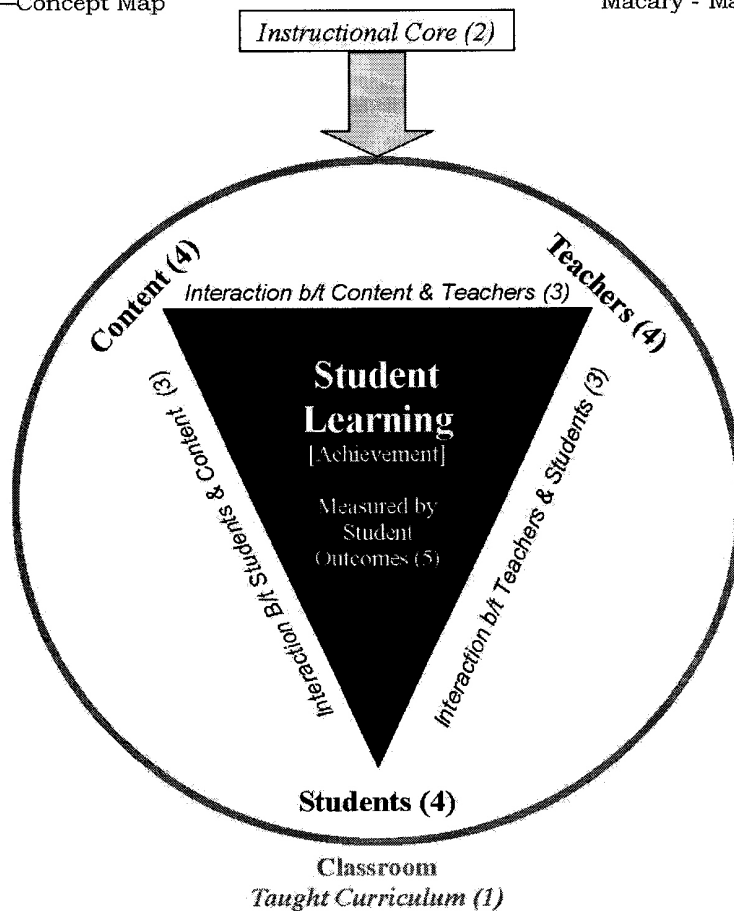 —Concept Map
Macary - Ma
Instructional Core (2)
Content (4)
Teachers (4)
Interaction b/t Content & Teachers (3)
Interaction B/t Students & Content (3)
Interaction b/t Teachers & Students (3)
Student
Learning
[Achievement]
Measured by
Student
Outcomes (5)
Students (4)
Classroom
Taught Curriculum (1)